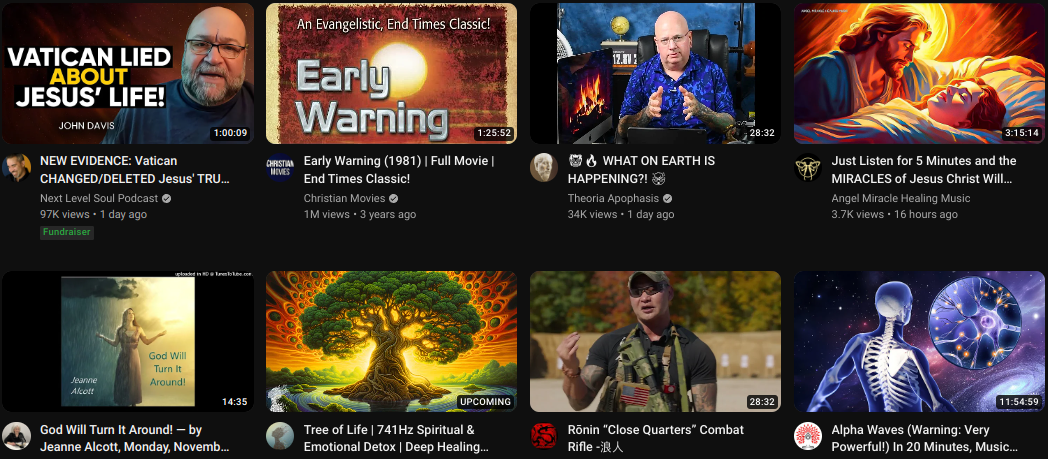 VATICAN LIED
ABOUT
JESUS' LIFE!
JOHN DAVIS
1:00:09
NEW EVIDENCE: Vatican
CHANGED/DELETED Jesus' TRU...
Next Level Soul Podcast
97K views • 1 day ago
Fundraiser
An Evangelistic, End Times Classic!
Early
Warning
1:25:52
CHRISTIAN
MOVIES
Early Warning (1981) | Full Movie |
End Times Classic!
Christian Movies
1M views • 3 years ago
28:32
WHAT ON EARTH IS
HAPPENING?!
Theoria Apophasis
34K views • 1 day ago
3:15:14
Just Listen for 5 Minutes and the
MIRACLES of Jesus Christ Will...
Angel Miracle Healing Music
3.7K views • 16 hours ago
uploaded in HD @ TunesToTube.com
God Will
Turn It
Around!
Jeanne
Alcott
14:35
God Will Turn It Around! — by
Jeanne Alcott, Monday, Novemb...
UPCOMING
Tree of Life | 741Hz Spiritual &
Emotional Detox | Deep Healing...
28:32
Rōnin “Close Quarters” Combat
Rifle -浪人
11:54:59
Alpha Waves (Warning: Very
Powerful!) In 20 Minutes, Music...